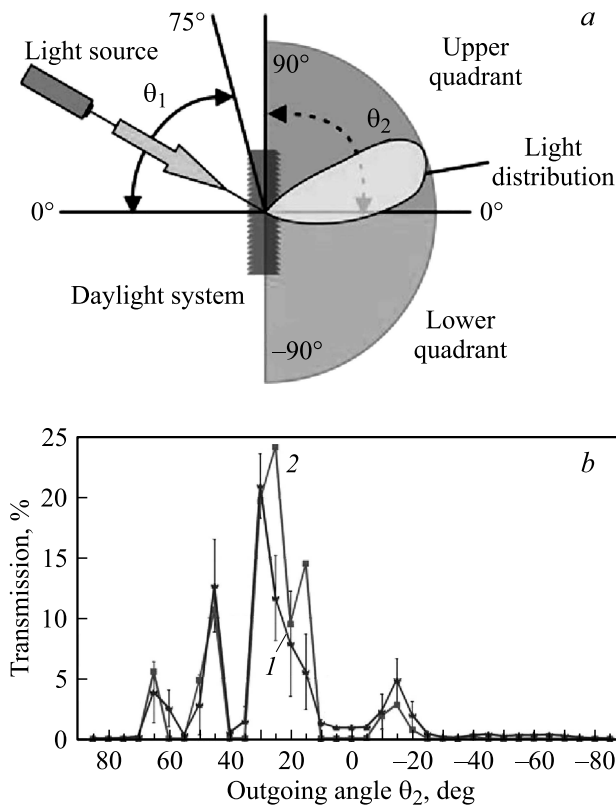 75°
a
Light source
θ1
90°
Upper
quadrant
θ2
Light
distribution
0°
0°
Daylight system
Lower
quadrant
–90°
b
25
20
15
10
5
0
2
1
Transmission, %
80 60 40 20 0 –20 –40 –60 –80
Outgoing angle θ2, deg